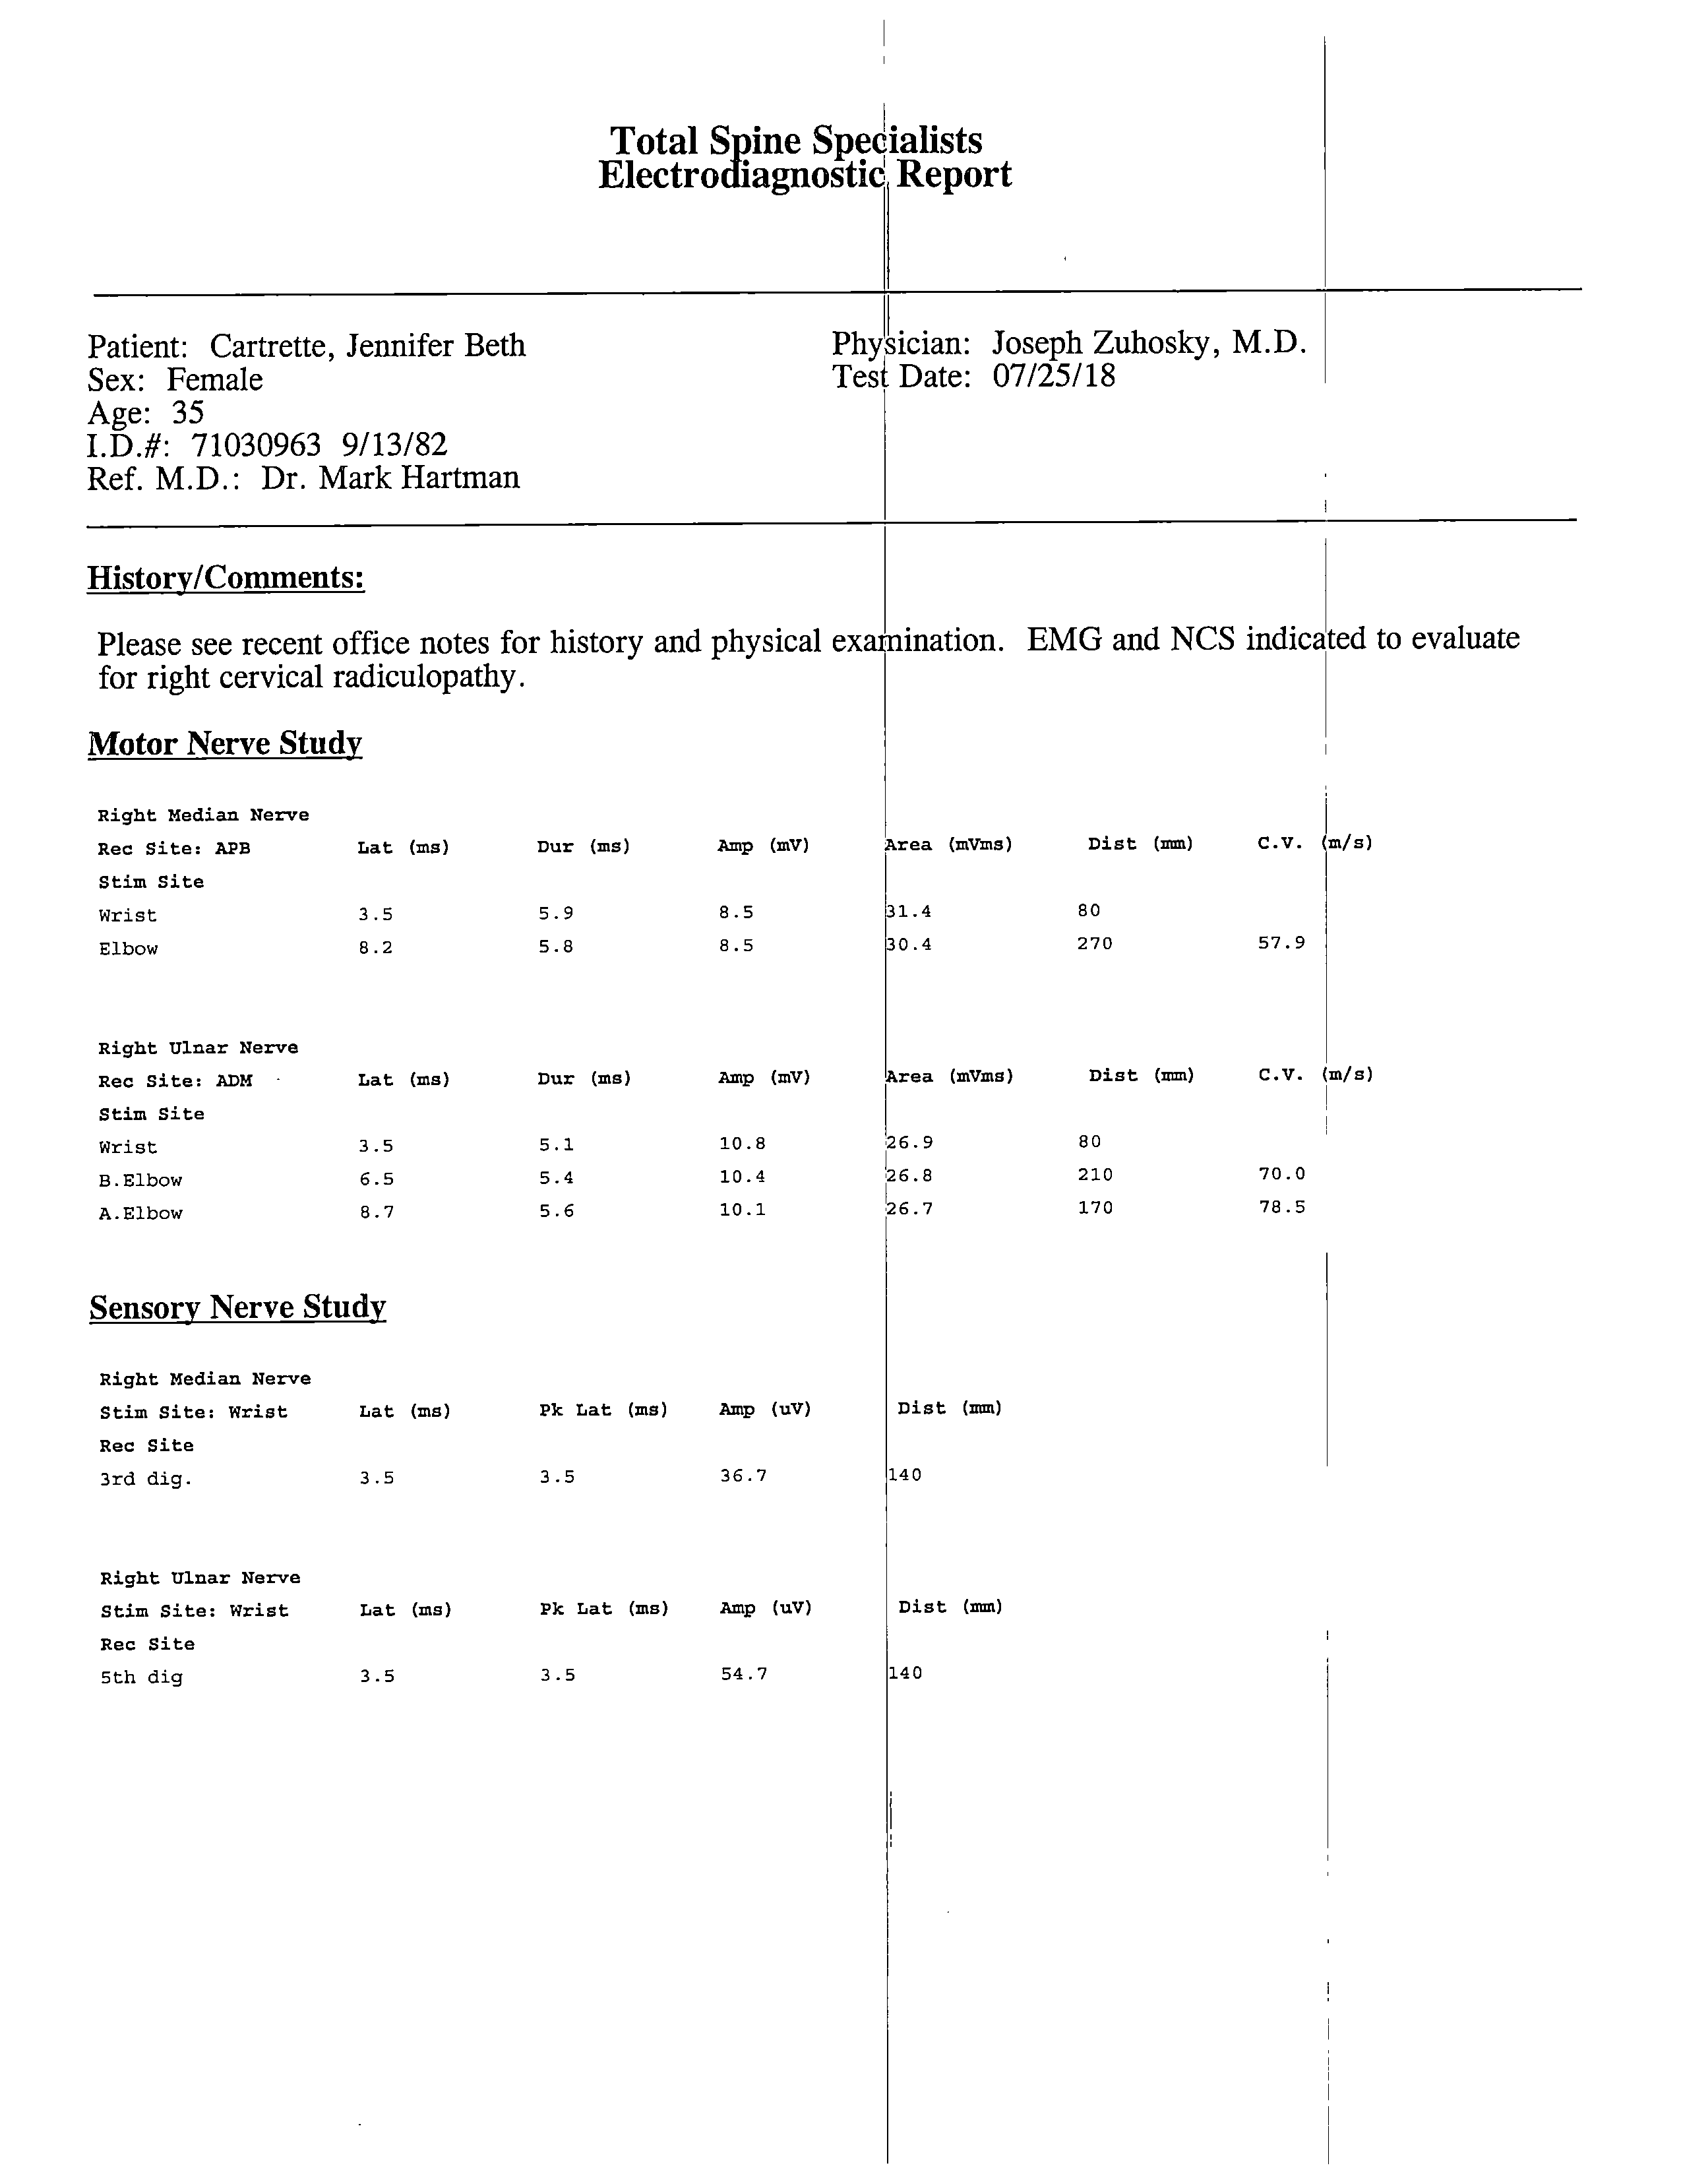 Total Spine Specialists
Electrodiagnostic Report
Patient: Cartrette, Jennifer Beth
Sex: Female
Age: 35
I.D.#: 71030963 9/13/82
Ref. M.D.: Dr. Mark Hartman
Physician: Joseph Zuhosky, M.D.
Test Date: 07/25/18
History/Comments:
Please see recent office notes for history and physical examination. EMG and NCS indicated to evaluate
for right cervical radiculopathy.
Motor Nerve Study
Right Median Nerve
Rec Site: APB Lat (ms) Dur (ms) Amp (mV) Area (mVms) Dist (mm) C.V. (m/s)
Stim Site
Wrist 3.5 5.9 8.5 31.4 80
Elbow 8.2 5.8 8.5 30.4 270 57.9
Right Ulnar Nerve
Rec Site: ADM Lat (ms) Dur (ms) Amp (mV) Area (mVms) Dist (mm) C.V. (m/s)
Stim Site
Wrist 3.5 5.1 10.8 26.9 80
B.Elbow 6.5 5.4 10.4 26.8 210 70.0
A.Elbow 8.7 5.6 10.1 26.7 170 78.5
Sensory Nerve Study
Right Median Nerve
Stim Site: Wrist Lat (ms) Pk Lat (ms) Amp (uV) Dist (mm)
Rec Site
3rd dig. 3.5 3.5 36.7 140
Right Ulnar Nerve
Stim Site: Wrist Lat (ms) Pk Lat (ms) Amp (uV) Dist (mm)
Rec Site
5th dig 3.5 3.5 54.7 140